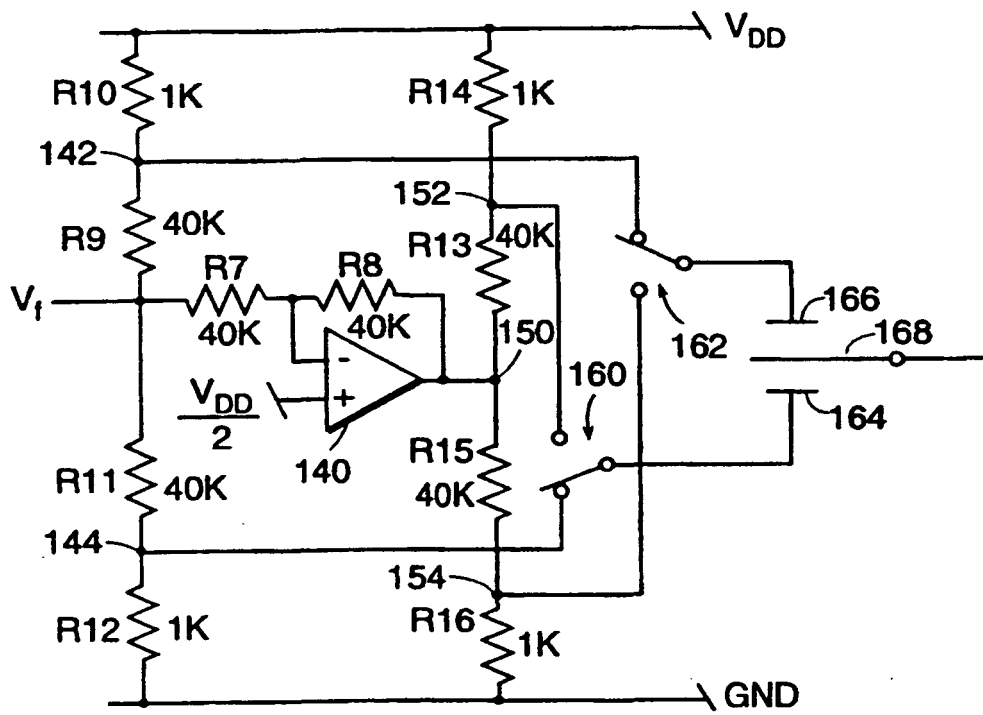 V_DD
R10 1K
R14 1K
142
152
R9 40K
R13 40K
R7 40K
R8 40K
V_f
150
166
168
162
164
160
-
+
V_DD
2
140
R15 40K
R11 40K
144
154
R12 1K
R16 1K
GND